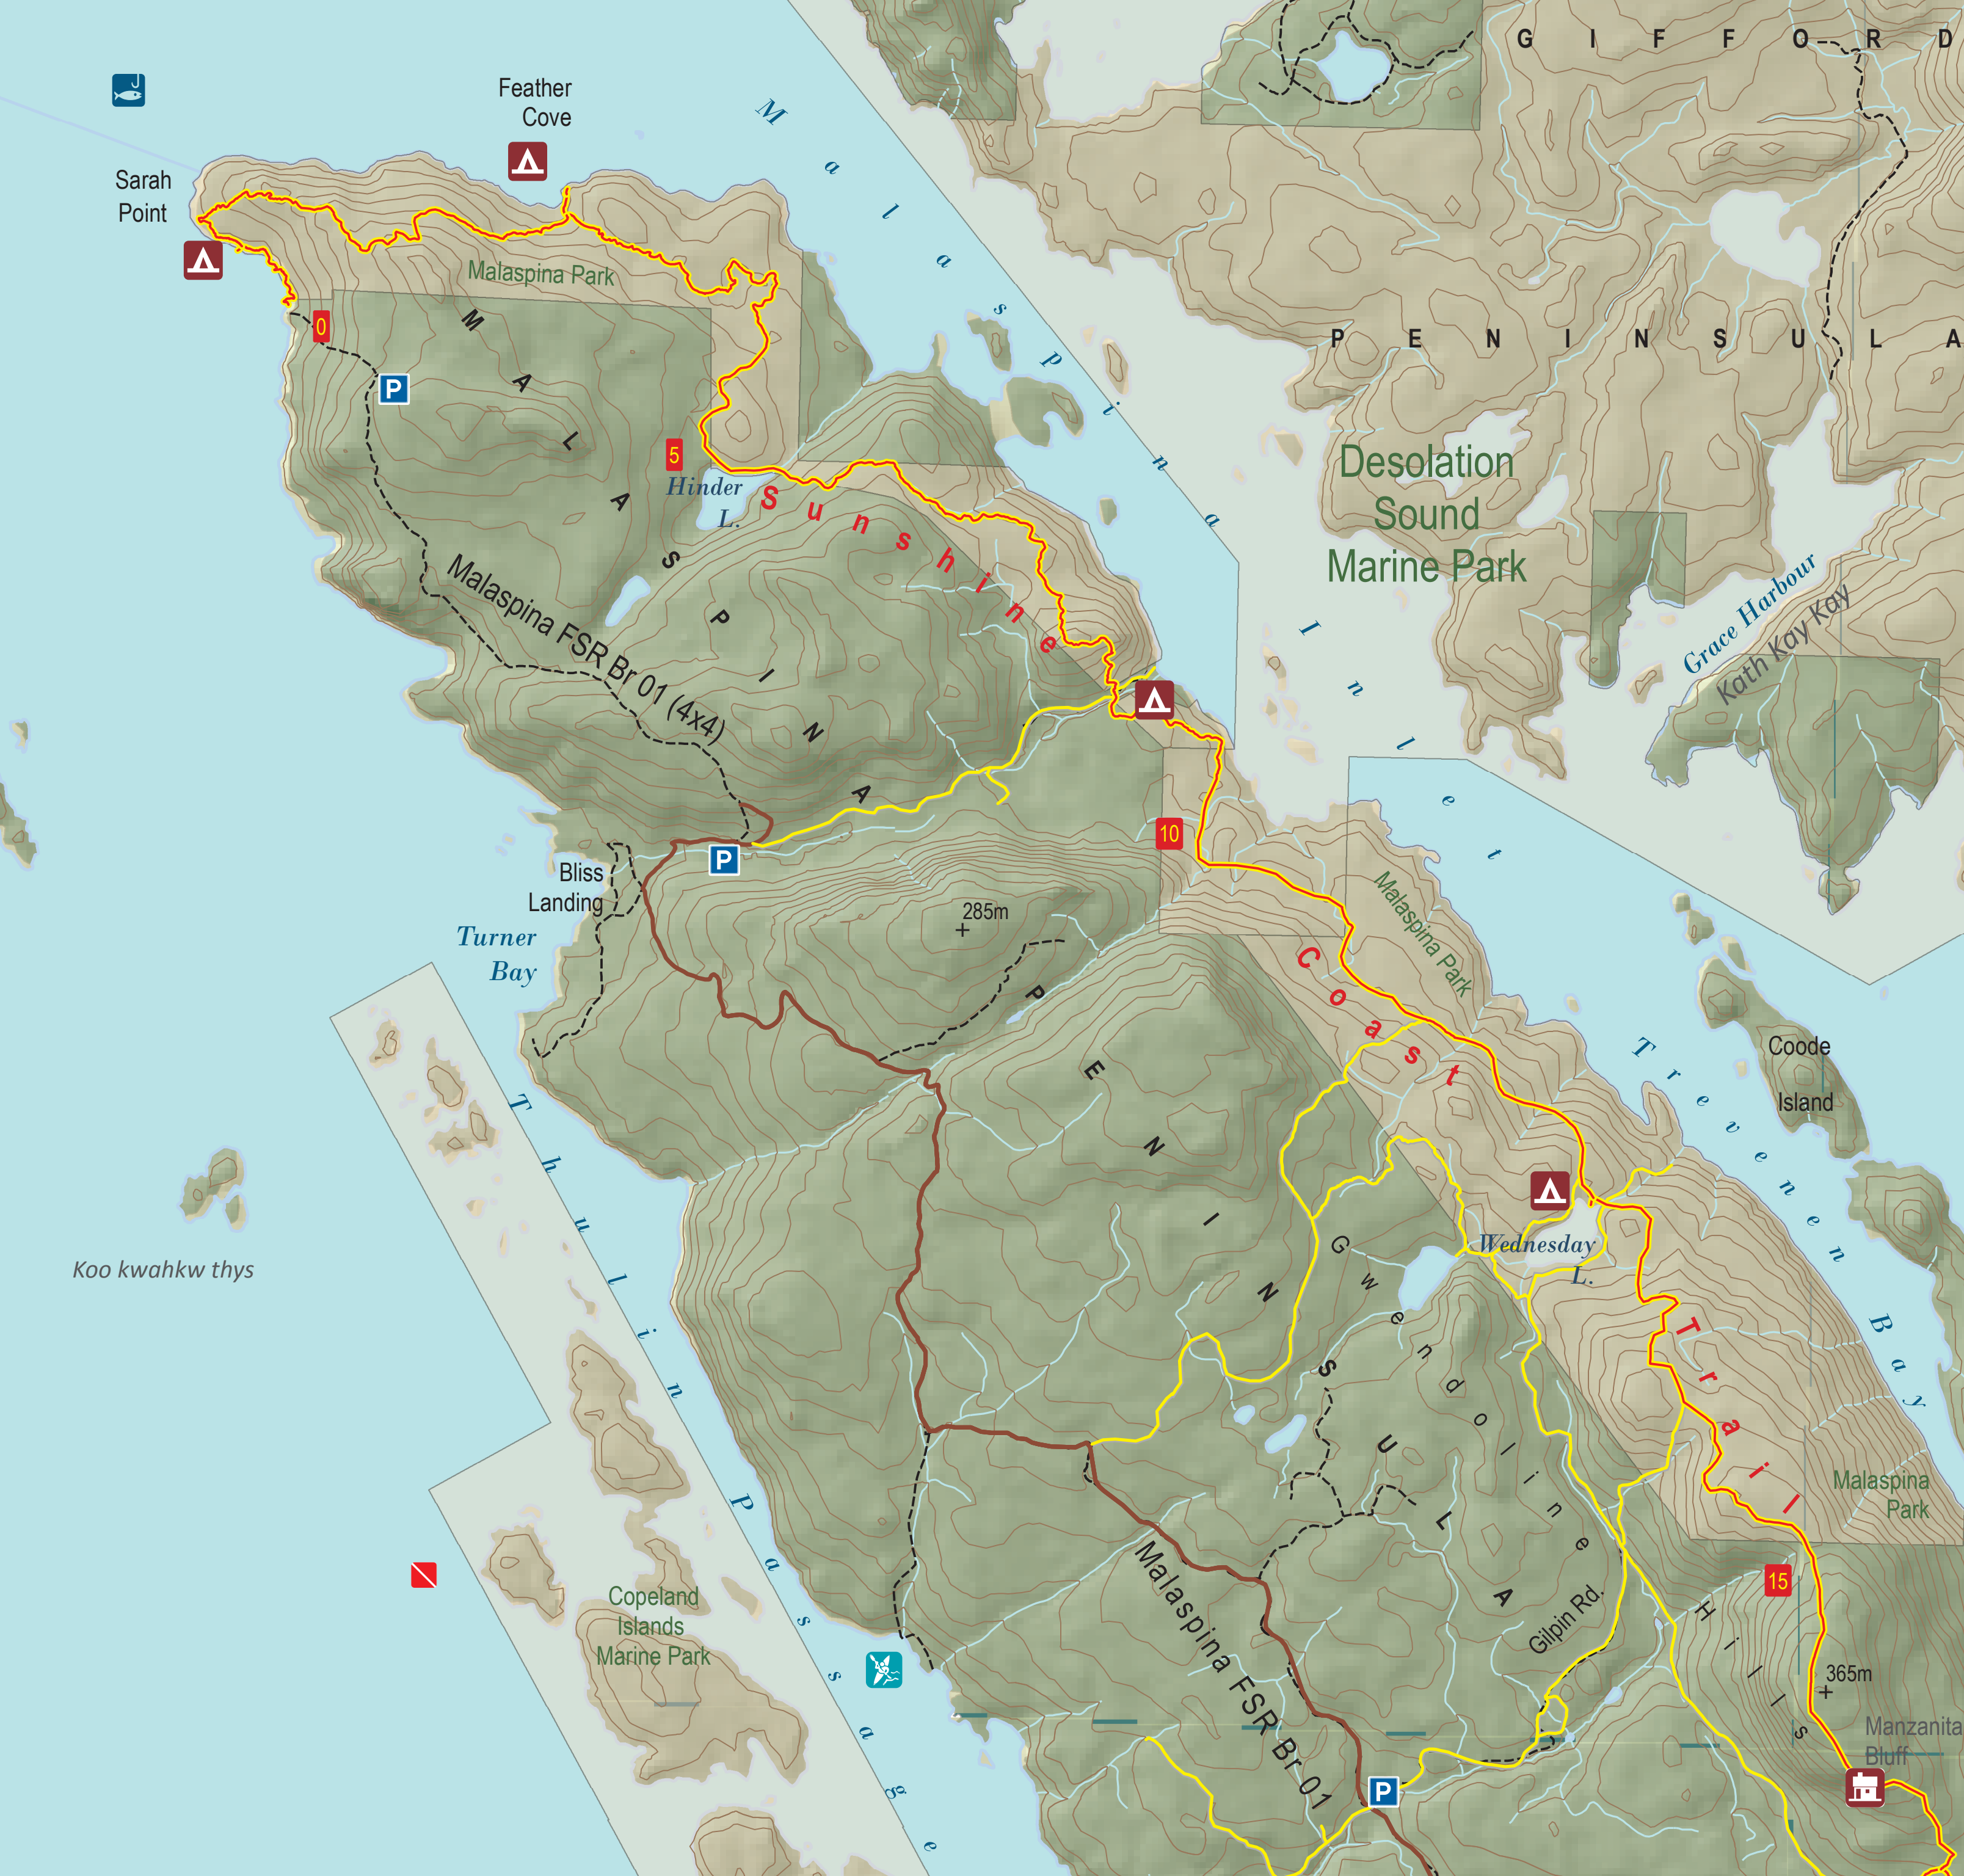 GIFFORD
Feather
Cove
Sarah
Point
Malaspina Inlet
Malaspina Park
0
P
PENINSULA
MALASPINA
5
Hinder
L.
Sunshine
Desolation
Sound
Marine Park
Grace Harbour
Kath Kay Kay
Malaspina FSR Br 01 (4x4)
10
P
Bliss
Landing
285m
Malaspina Park
Turner
Bay
Coast
PENINSULA
Coode
Island
Trevenen Bay
Thulin Passage
Koo kwahkw thys
Wednesday
L.
Gwendoline
Hills
Trail
Malaspina
Park
15
Copeland
Islands
Marine Park
Gilpin Rd.
Malaspina FSR Br 01
365m
Manzanita
Bluff
P